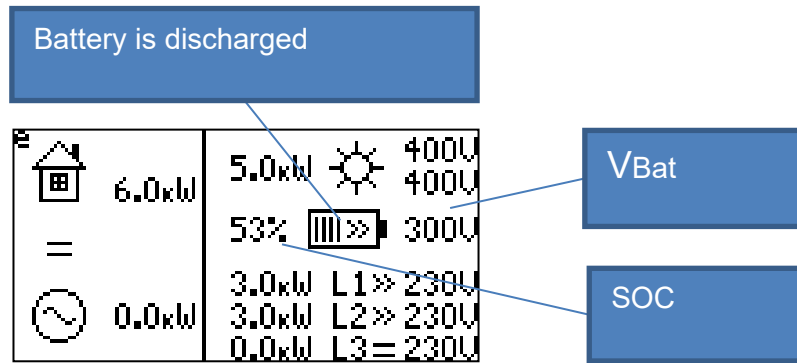 Battery is discharged
e
6.0kW
=
0.0kW
5.0kW 400V
400V
53% >> 300V
3.0kW L1>> 230V
3.0kW L2>> 230V
0.0kW L3= 230V
VBat
SOC